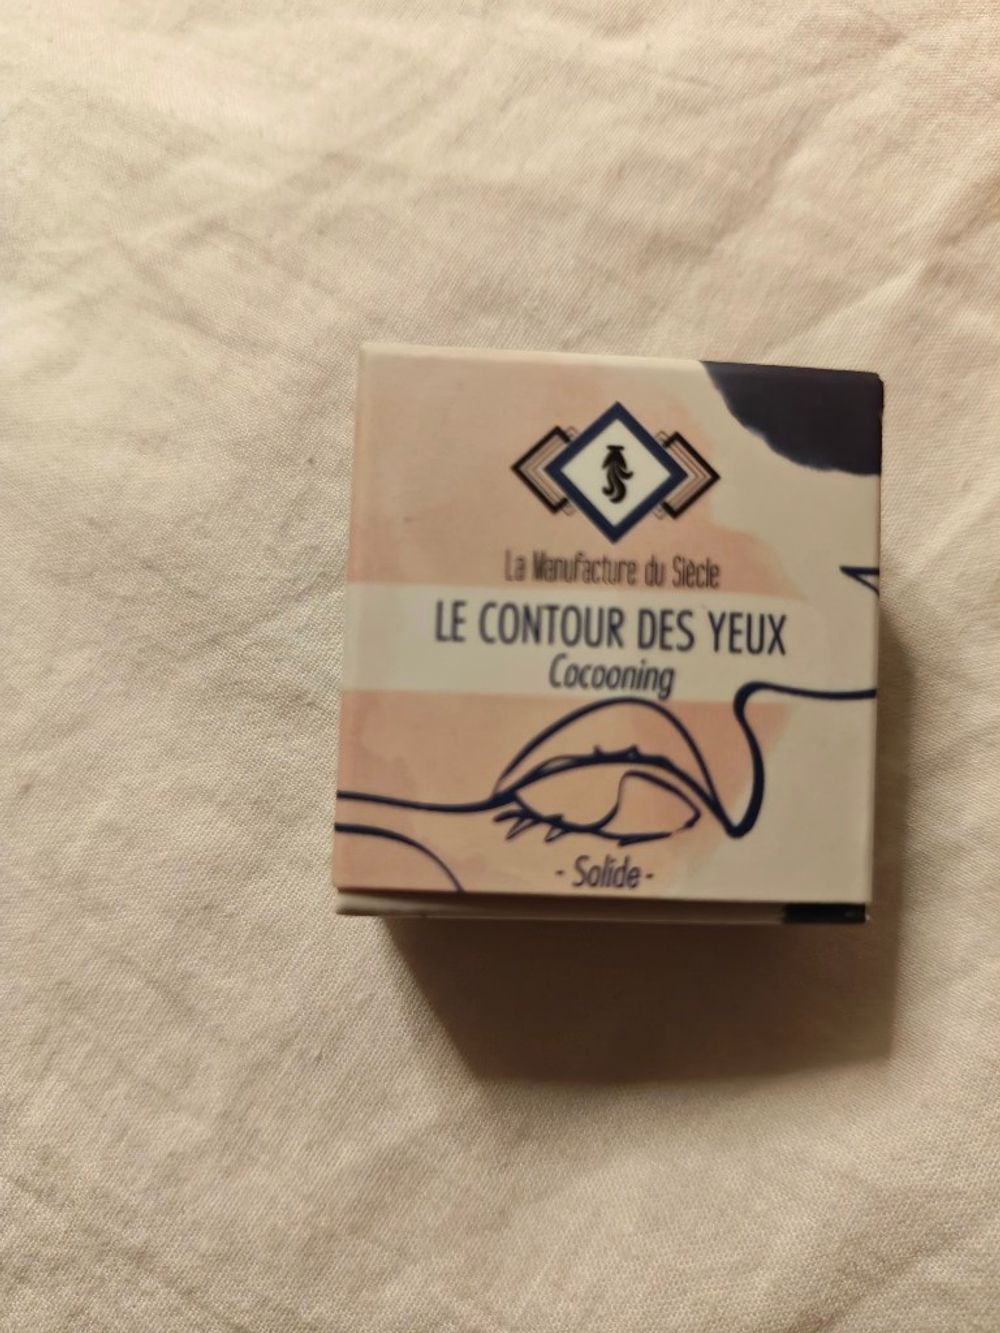 La Manufacture du Siècle
LE CONTOUR DES YEUX
Cocooning
- Solide -